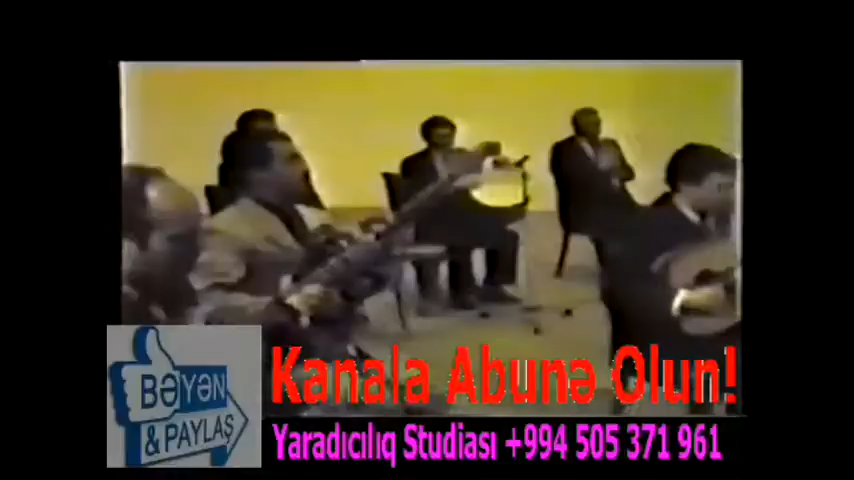 Kanala Abunə Olun!
BƏYƏN
& PAYLAŞ
Yaradıcılıq Studiası +994 505 371 961